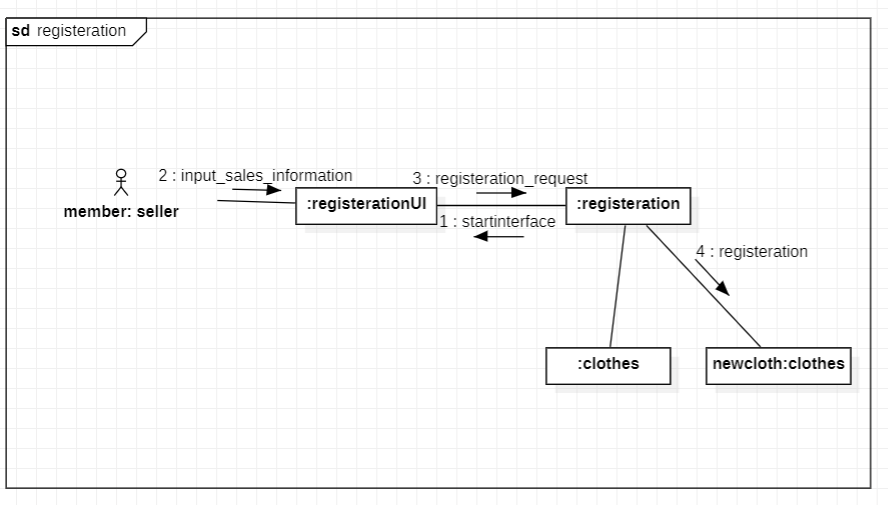 sd registeration
2 : input_sales_information
3 : registeration_request
member: seller
:registerationUI
:registeration
1 : startinterface
4 : registeration
:clothes
newcloth:clothes